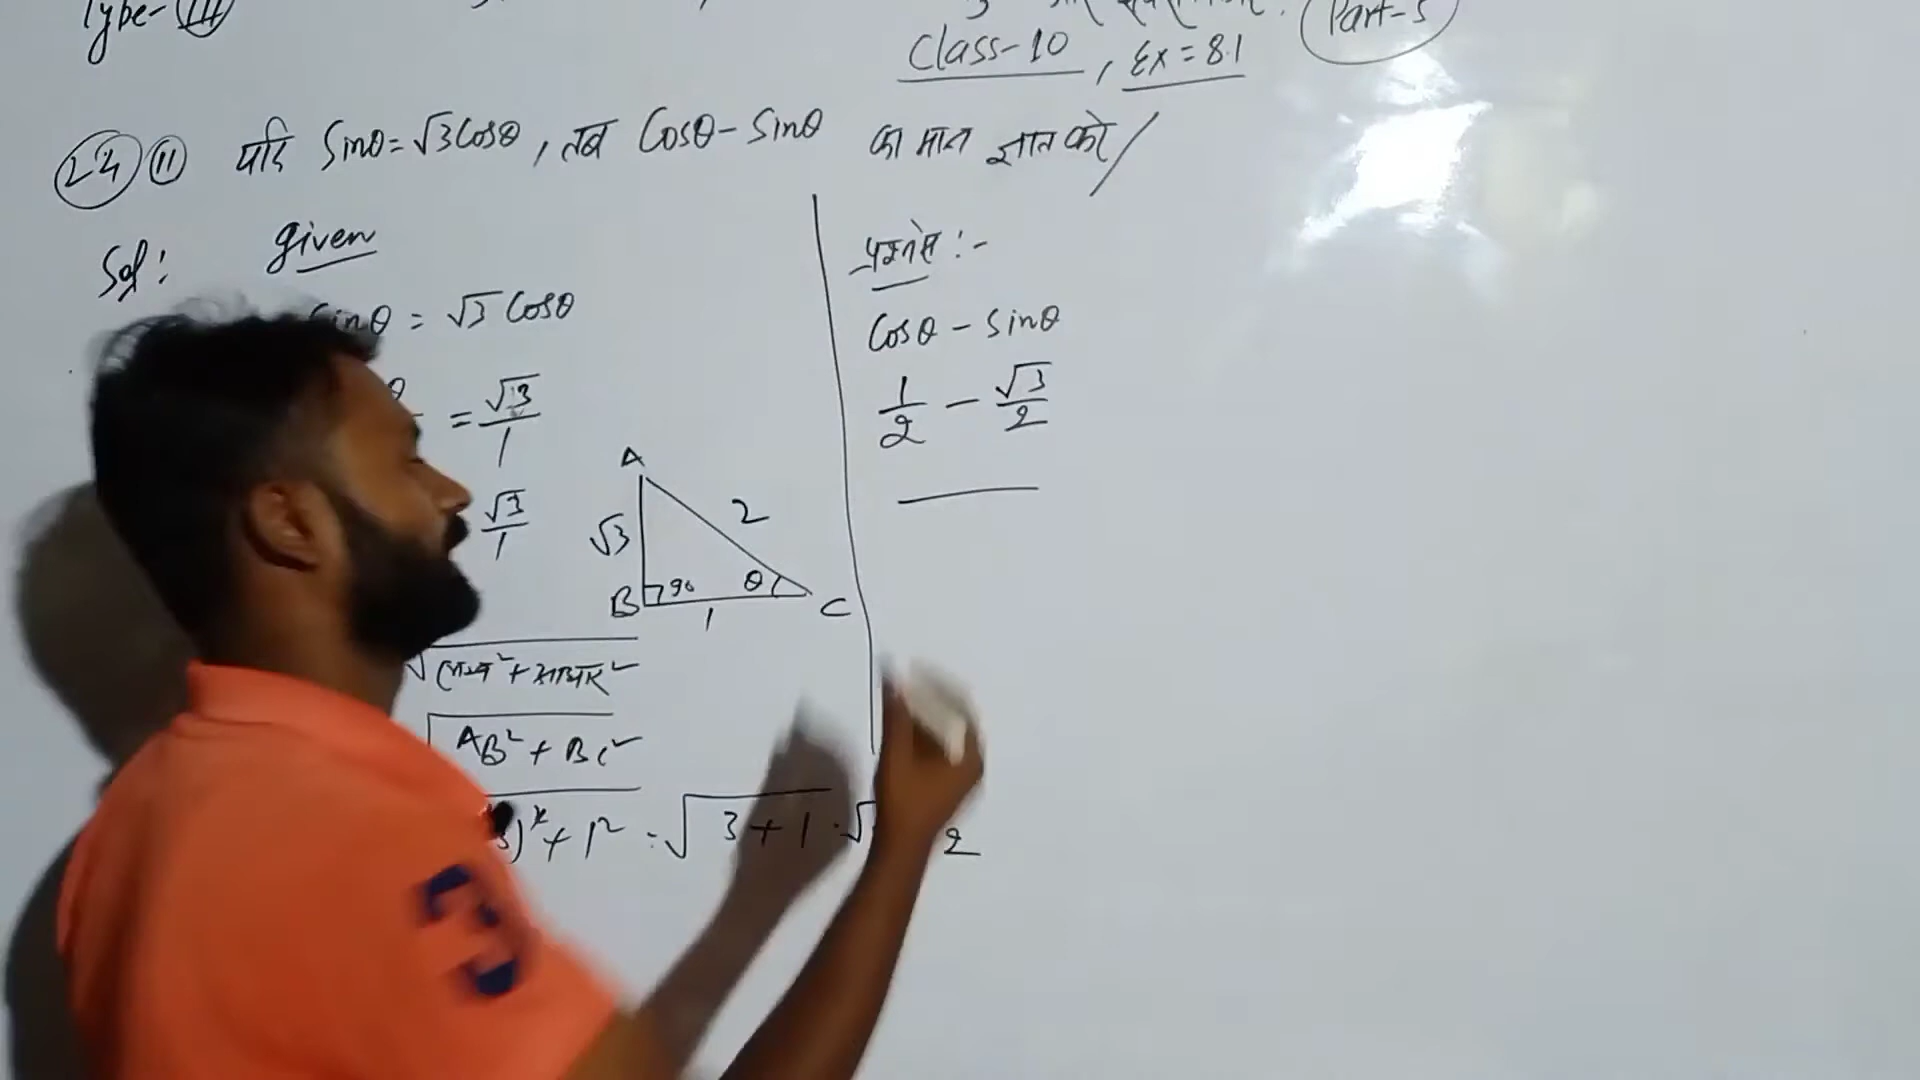 Type-(III)
Class-10, Ex=8.1
Part-5
24 (11) यदि Sinθ=√3Cosθ, तब Cosθ-Sinθ का मान ज्ञात करो/
Sol:
given
Sinθ = √3 Cosθ
= √3/1
√3/1
A
√3
2
B
90
θ
C
1
√लम्ब²+आधार²
AB²+BC²
3)²+1² = √3+1 = √
2
प्रश्न से :-
Cosθ - Sinθ
1/2 - √3/2